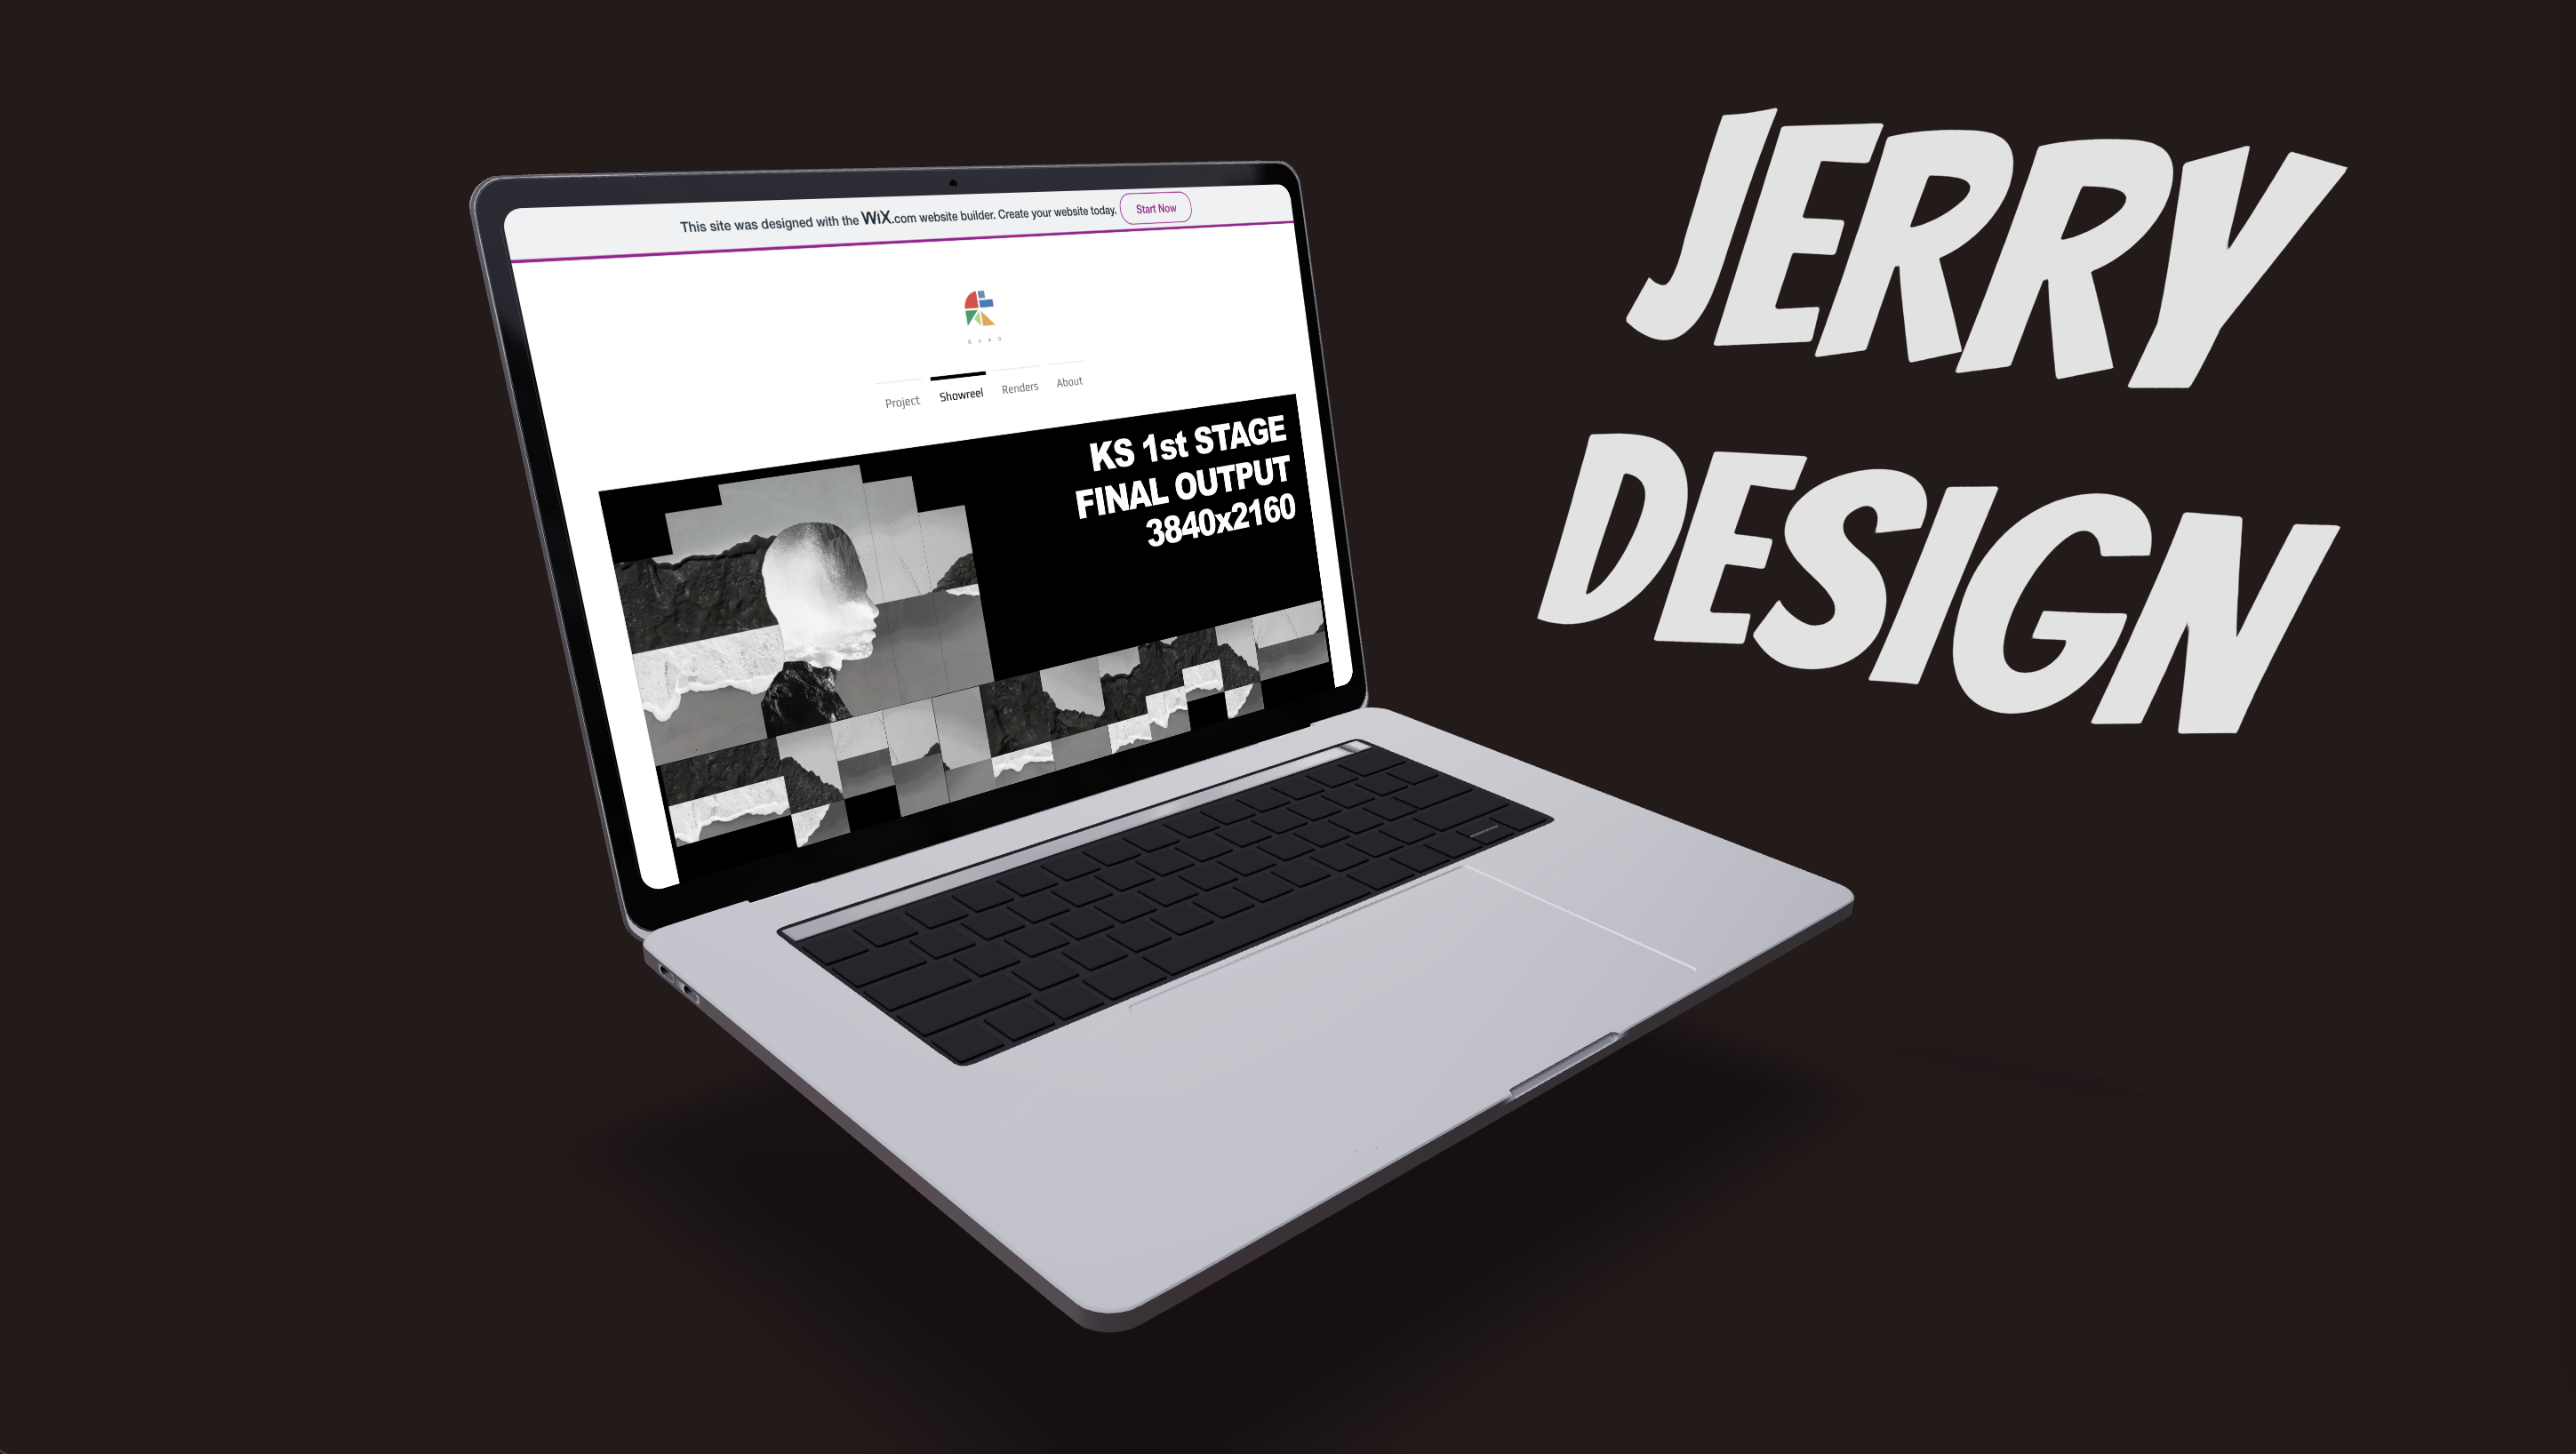 This site was designed with the WiX.com website builder. Create your website today. Start Now
Project Showreel Renders About
KS 1st STAGE
FINAL OUTPUT
3840x2160
JERRY
DESIGN